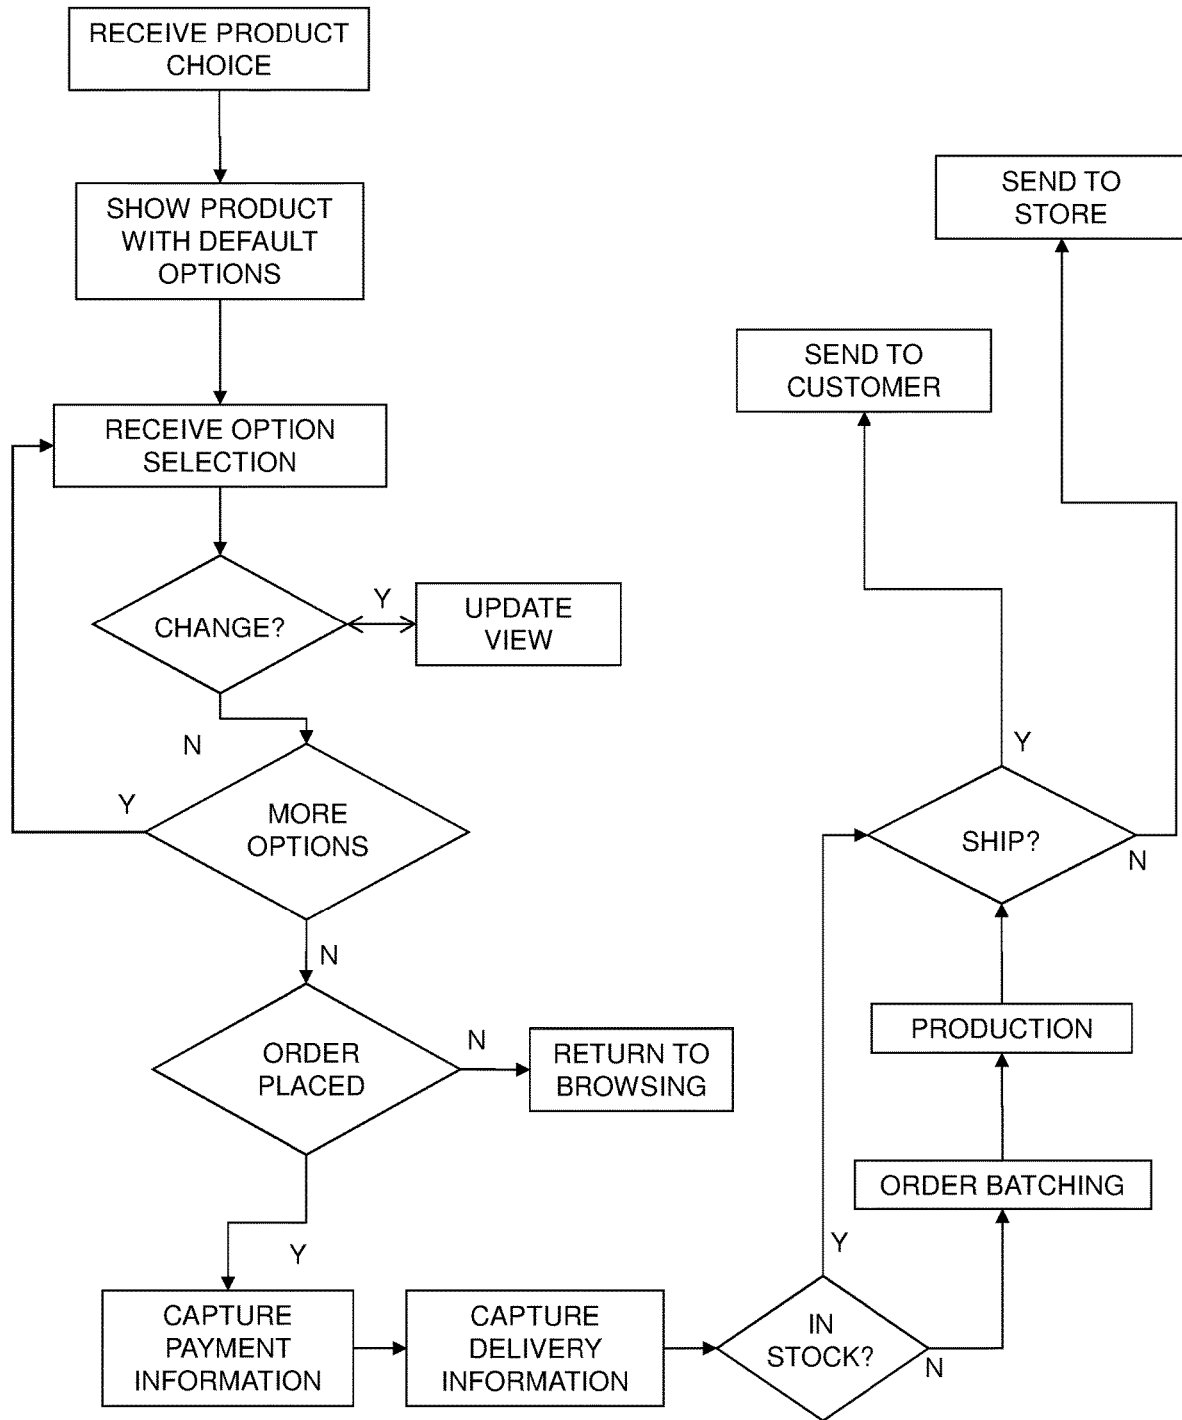 RECEIVE PRODUCT
CHOICE
SHOW PRODUCT
WITH DEFAULT
OPTIONS
RECEIVE OPTION
SELECTION
CHANGE?
Y
UPDATE
VIEW
N
MORE
OPTIONS
Y
N
ORDER
PLACED
N
RETURN TO
BROWSING
Y
CAPTURE
PAYMENT
INFORMATION
CAPTURE
DELIVERY
INFORMATION
IN
STOCK?
Y
N
ORDER BATCHING
PRODUCTION
SHIP?
Y
N
SEND TO
CUSTOMER
SEND TO
STORE